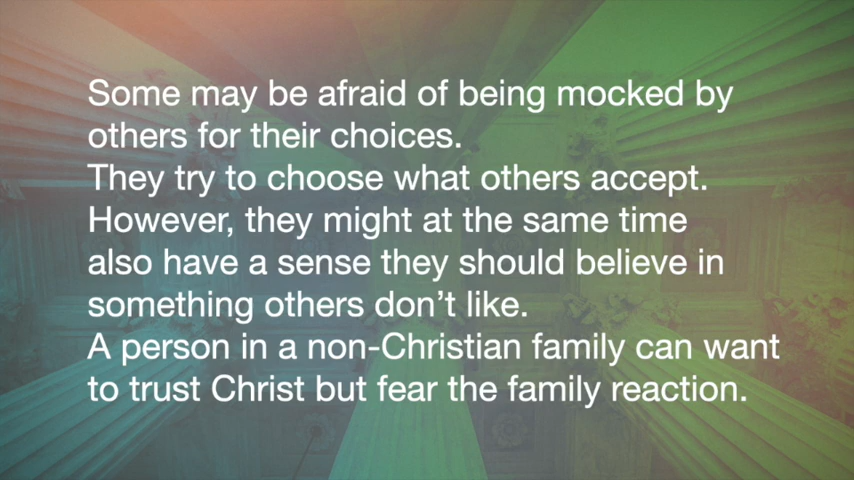 Some may be afraid of being mocked by
others for their choices.
They try to choose what others accept.
However, they might at the same time
also have a sense they should believe in
something others don’t like.
A person in a non-Christian family can want
to trust Christ but fear the family reaction.